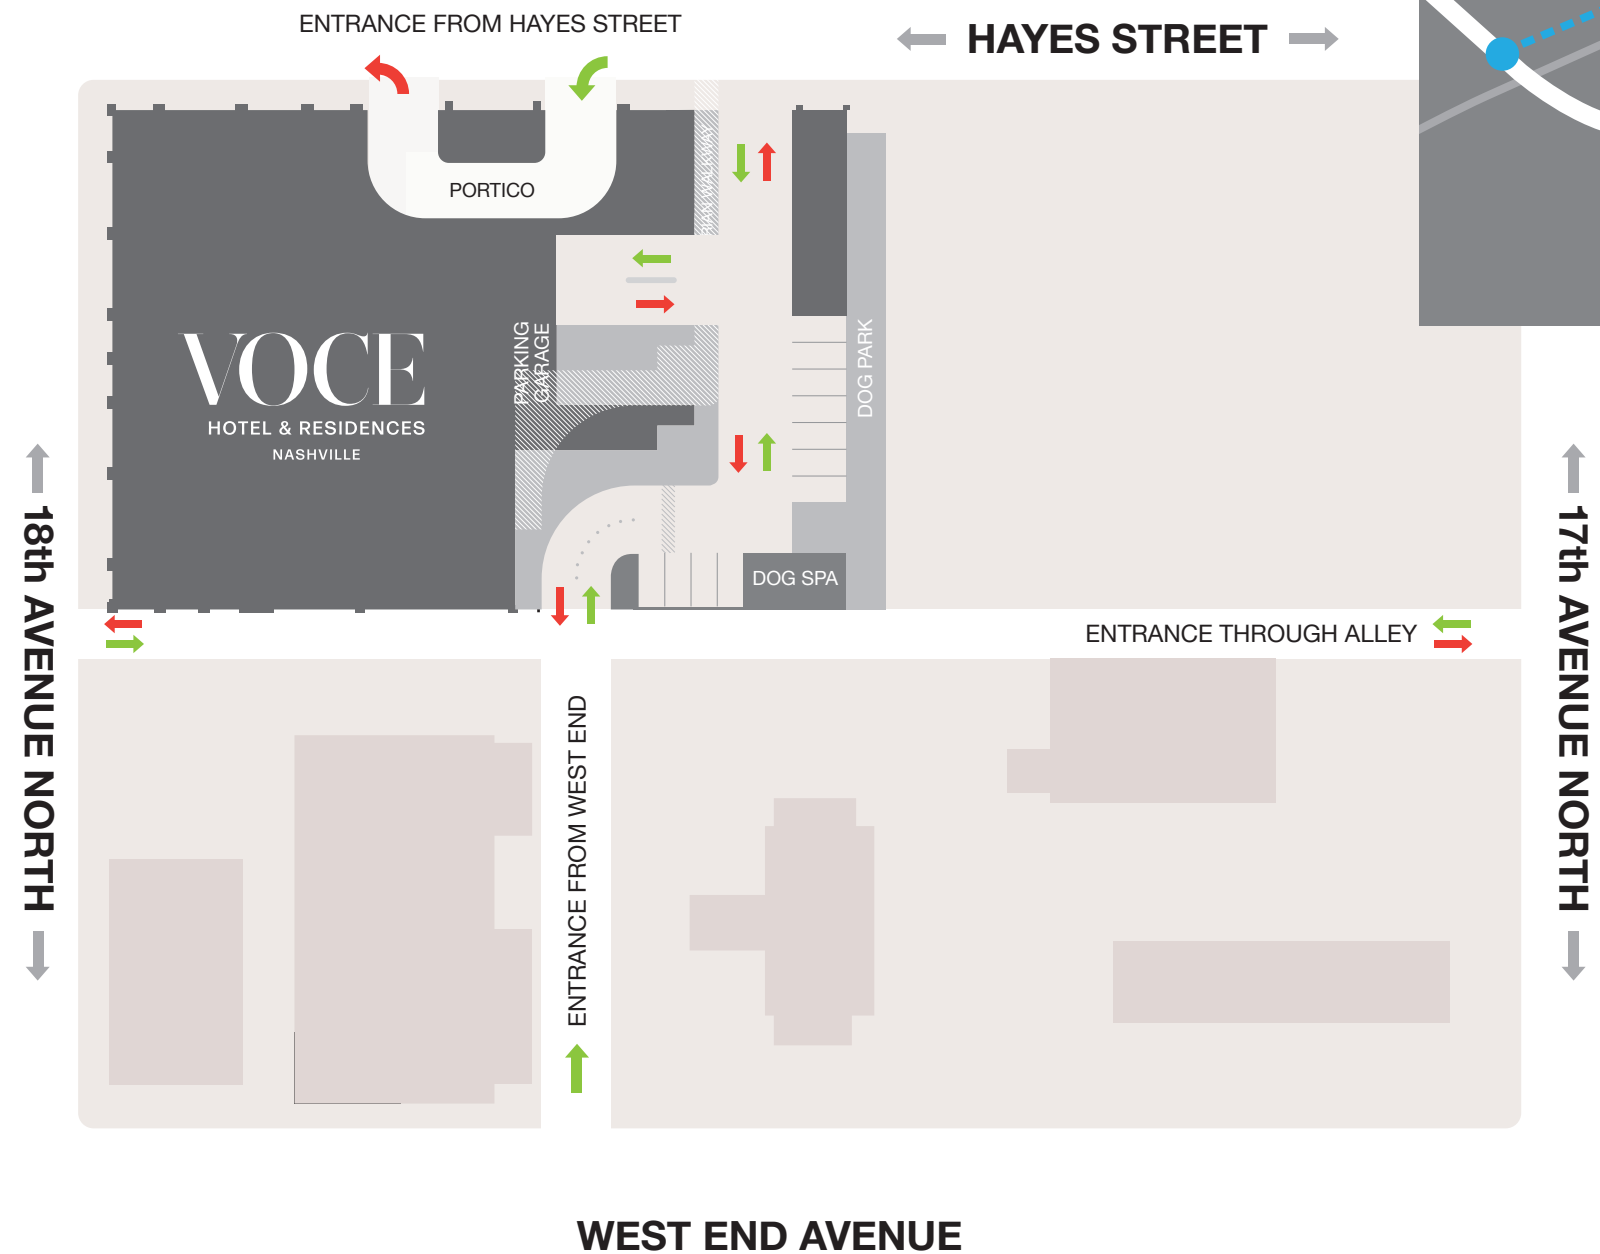 ENTRANCE FROM HAYES STREET
HAYES STREET
PORTICO
WALKWAY
PARKING
GARAGE
DOG PARK
VOCE
HOTEL & RESIDENCES
NASHVILLE
18th AVENUE NORTH
17th AVENUE NORTH
DOG SPA
ENTRANCE THROUGH ALLEY
ENTRANCE FROM WEST END
WEST END AVENUE